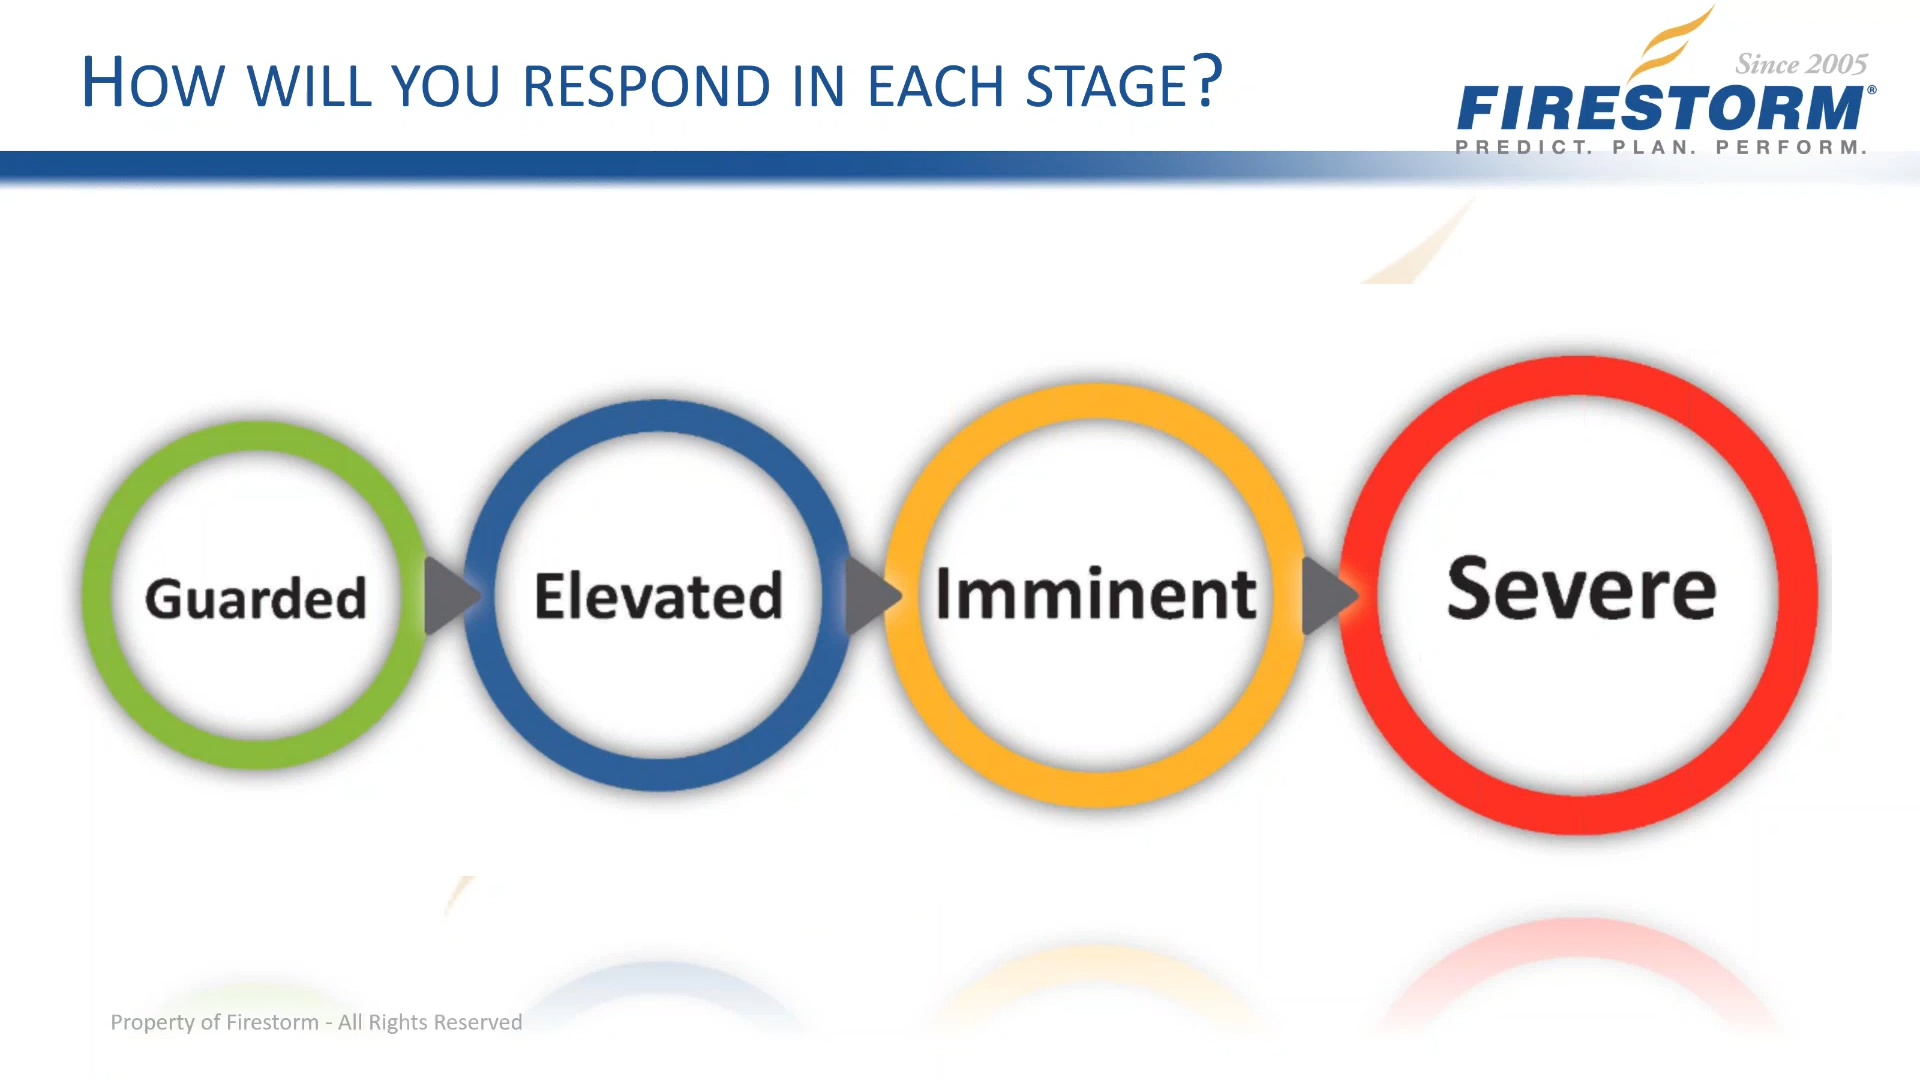 How will you respond in each stage?
Since 2005
FIRESTORM®
PREDICT. PLAN. PERFORM.
Guarded
Elevated
Imminent
Severe
Property of Firestorm - All Rights Reserved